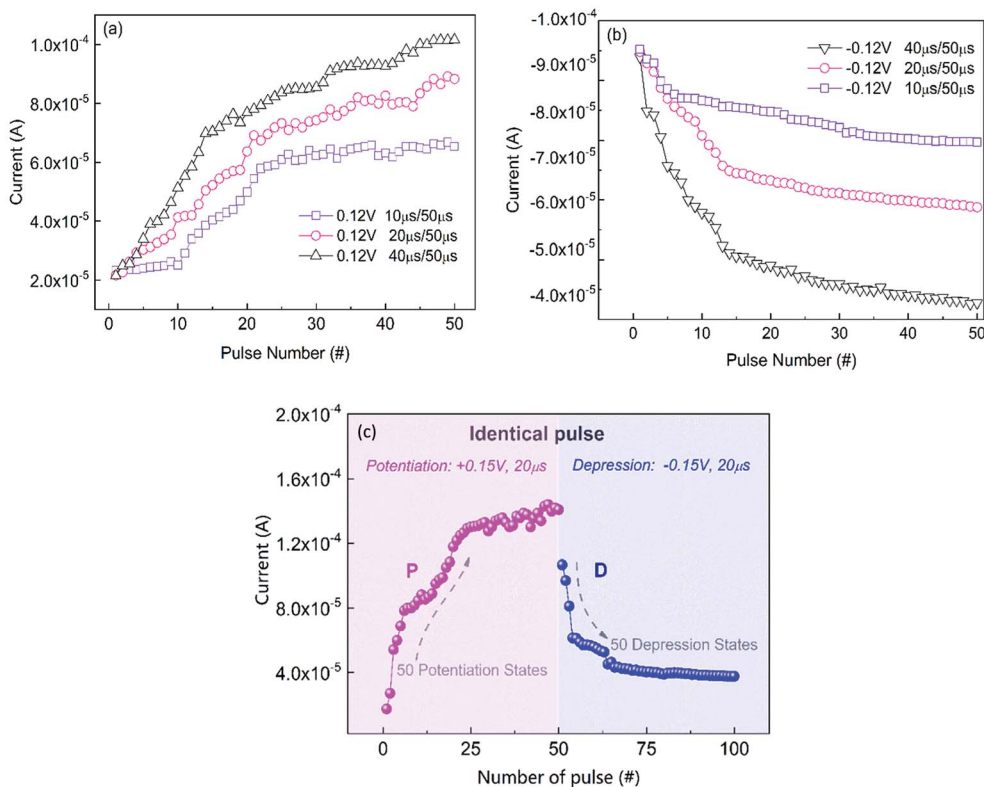 (a)
1.0x10⁻⁴
8.0x10⁻⁵
6.0x10⁻⁵
4.0x10⁻⁵
2.0x10⁻⁵
Current (A)
0.12V 10μs/50μs
0.12V 20μs/50μs
0.12V 40μs/50μs
0 10 20 30 40 50
Pulse Number (#)
(b)
-1.0x10⁻⁴
-9.0x10⁻⁵
-8.0x10⁻⁵
-7.0x10⁻⁵
-6.0x10⁻⁵
-5.0x10⁻⁵
-4.0x10⁻⁵
Current (A)
-0.12V 40μs/50μs
-0.12V 20μs/50μs
-0.12V 10μs/50μs
0 10 20 30 40 50
Pulse Number (#)
(c)
2.0x10⁻⁴
1.6x10⁻⁴
1.2x10⁻⁴
8.0x10⁻⁵
4.0x10⁻⁵
Current (A)
Identical pulse
Potentiation: +0.15V, 20μs
Depression: -0.15V, 20μs
P
D
50 Potentiation States
50 Depression States
0 25 50 75 100
Number of pulse (#)